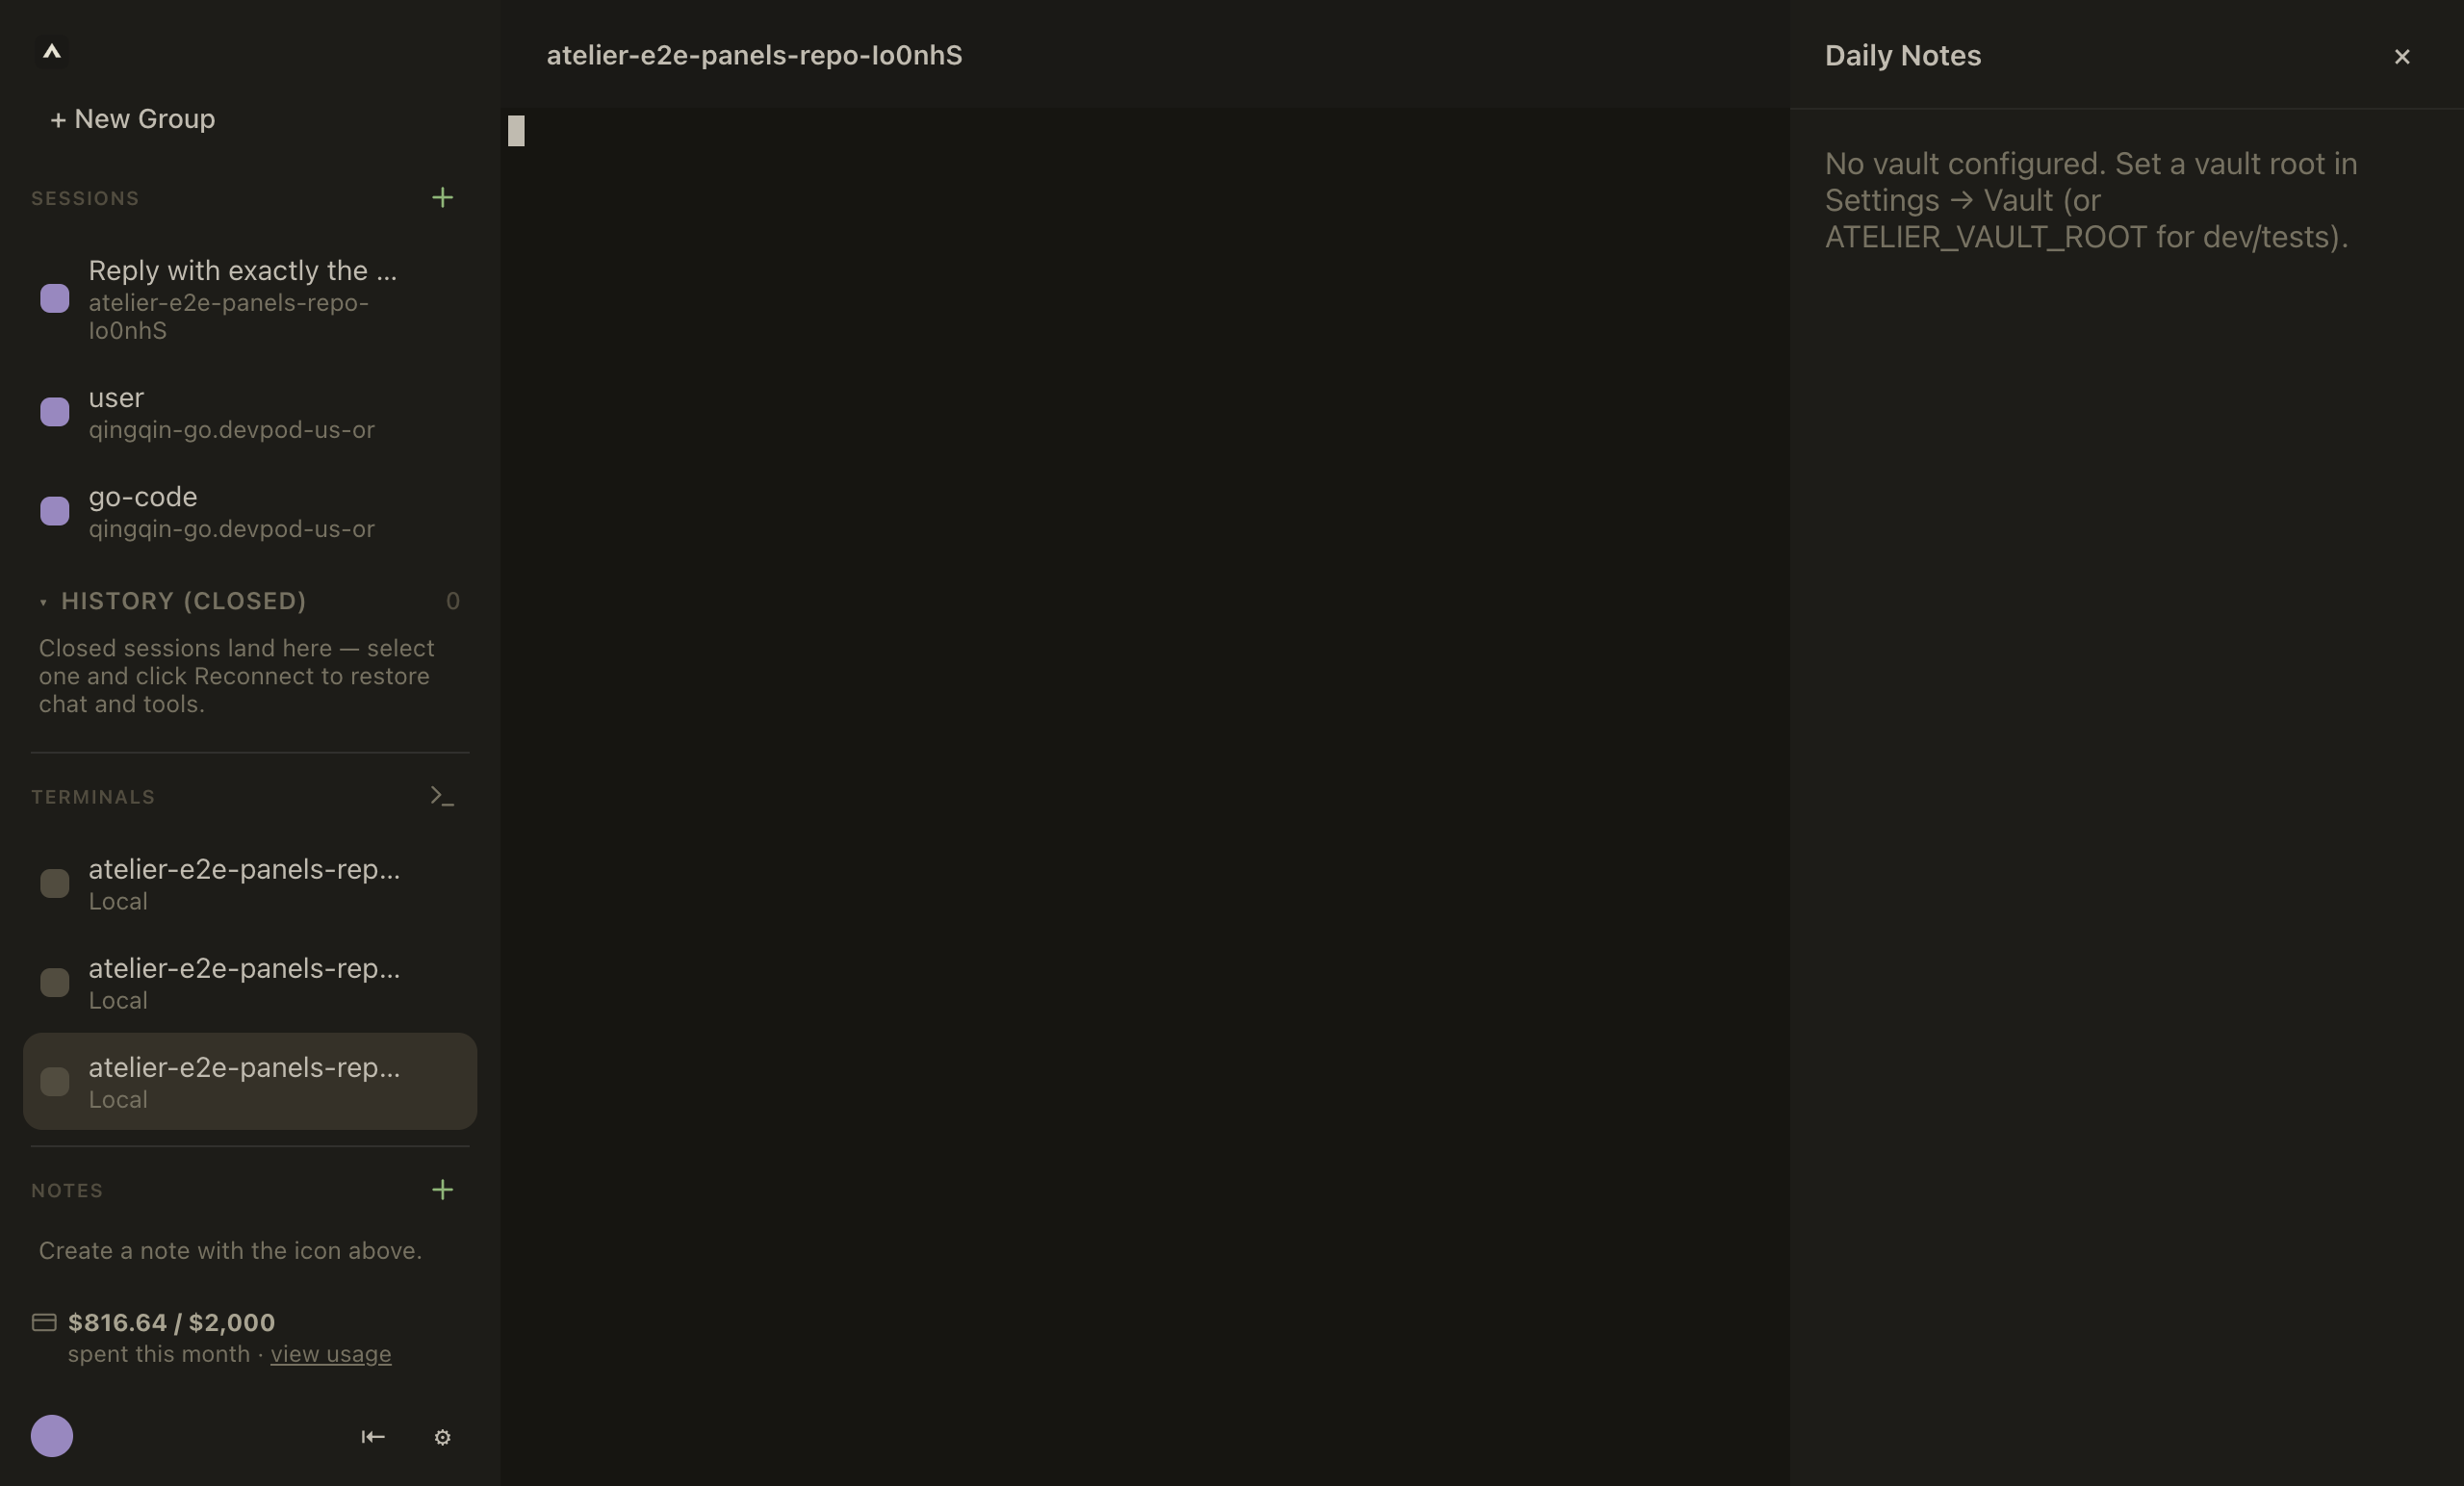 + New Group
SESSIONS
Reply with exactly the ...
atelier-e2e-panels-repo-
Io0nhS
user
qingqin-go.devpod-us-or
go-code
qingqin-go.devpod-us-or
HISTORY (CLOSED) 0
Closed sessions land here — select
one and click Reconnect to restore
chat and tools.
TERMINALS
atelier-e2e-panels-rep...
Local
atelier-e2e-panels-rep...
Local
atelier-e2e-panels-rep...
Local
NOTES
Create a note with the icon above.
$816.64 / $2,000
spent this month · view usage
atelier-e2e-panels-repo-Io0nhS
Daily Notes
No vault configured. Set a vault root in
Settings → Vault (or
ATELIER_VAULT_ROOT for dev/tests).